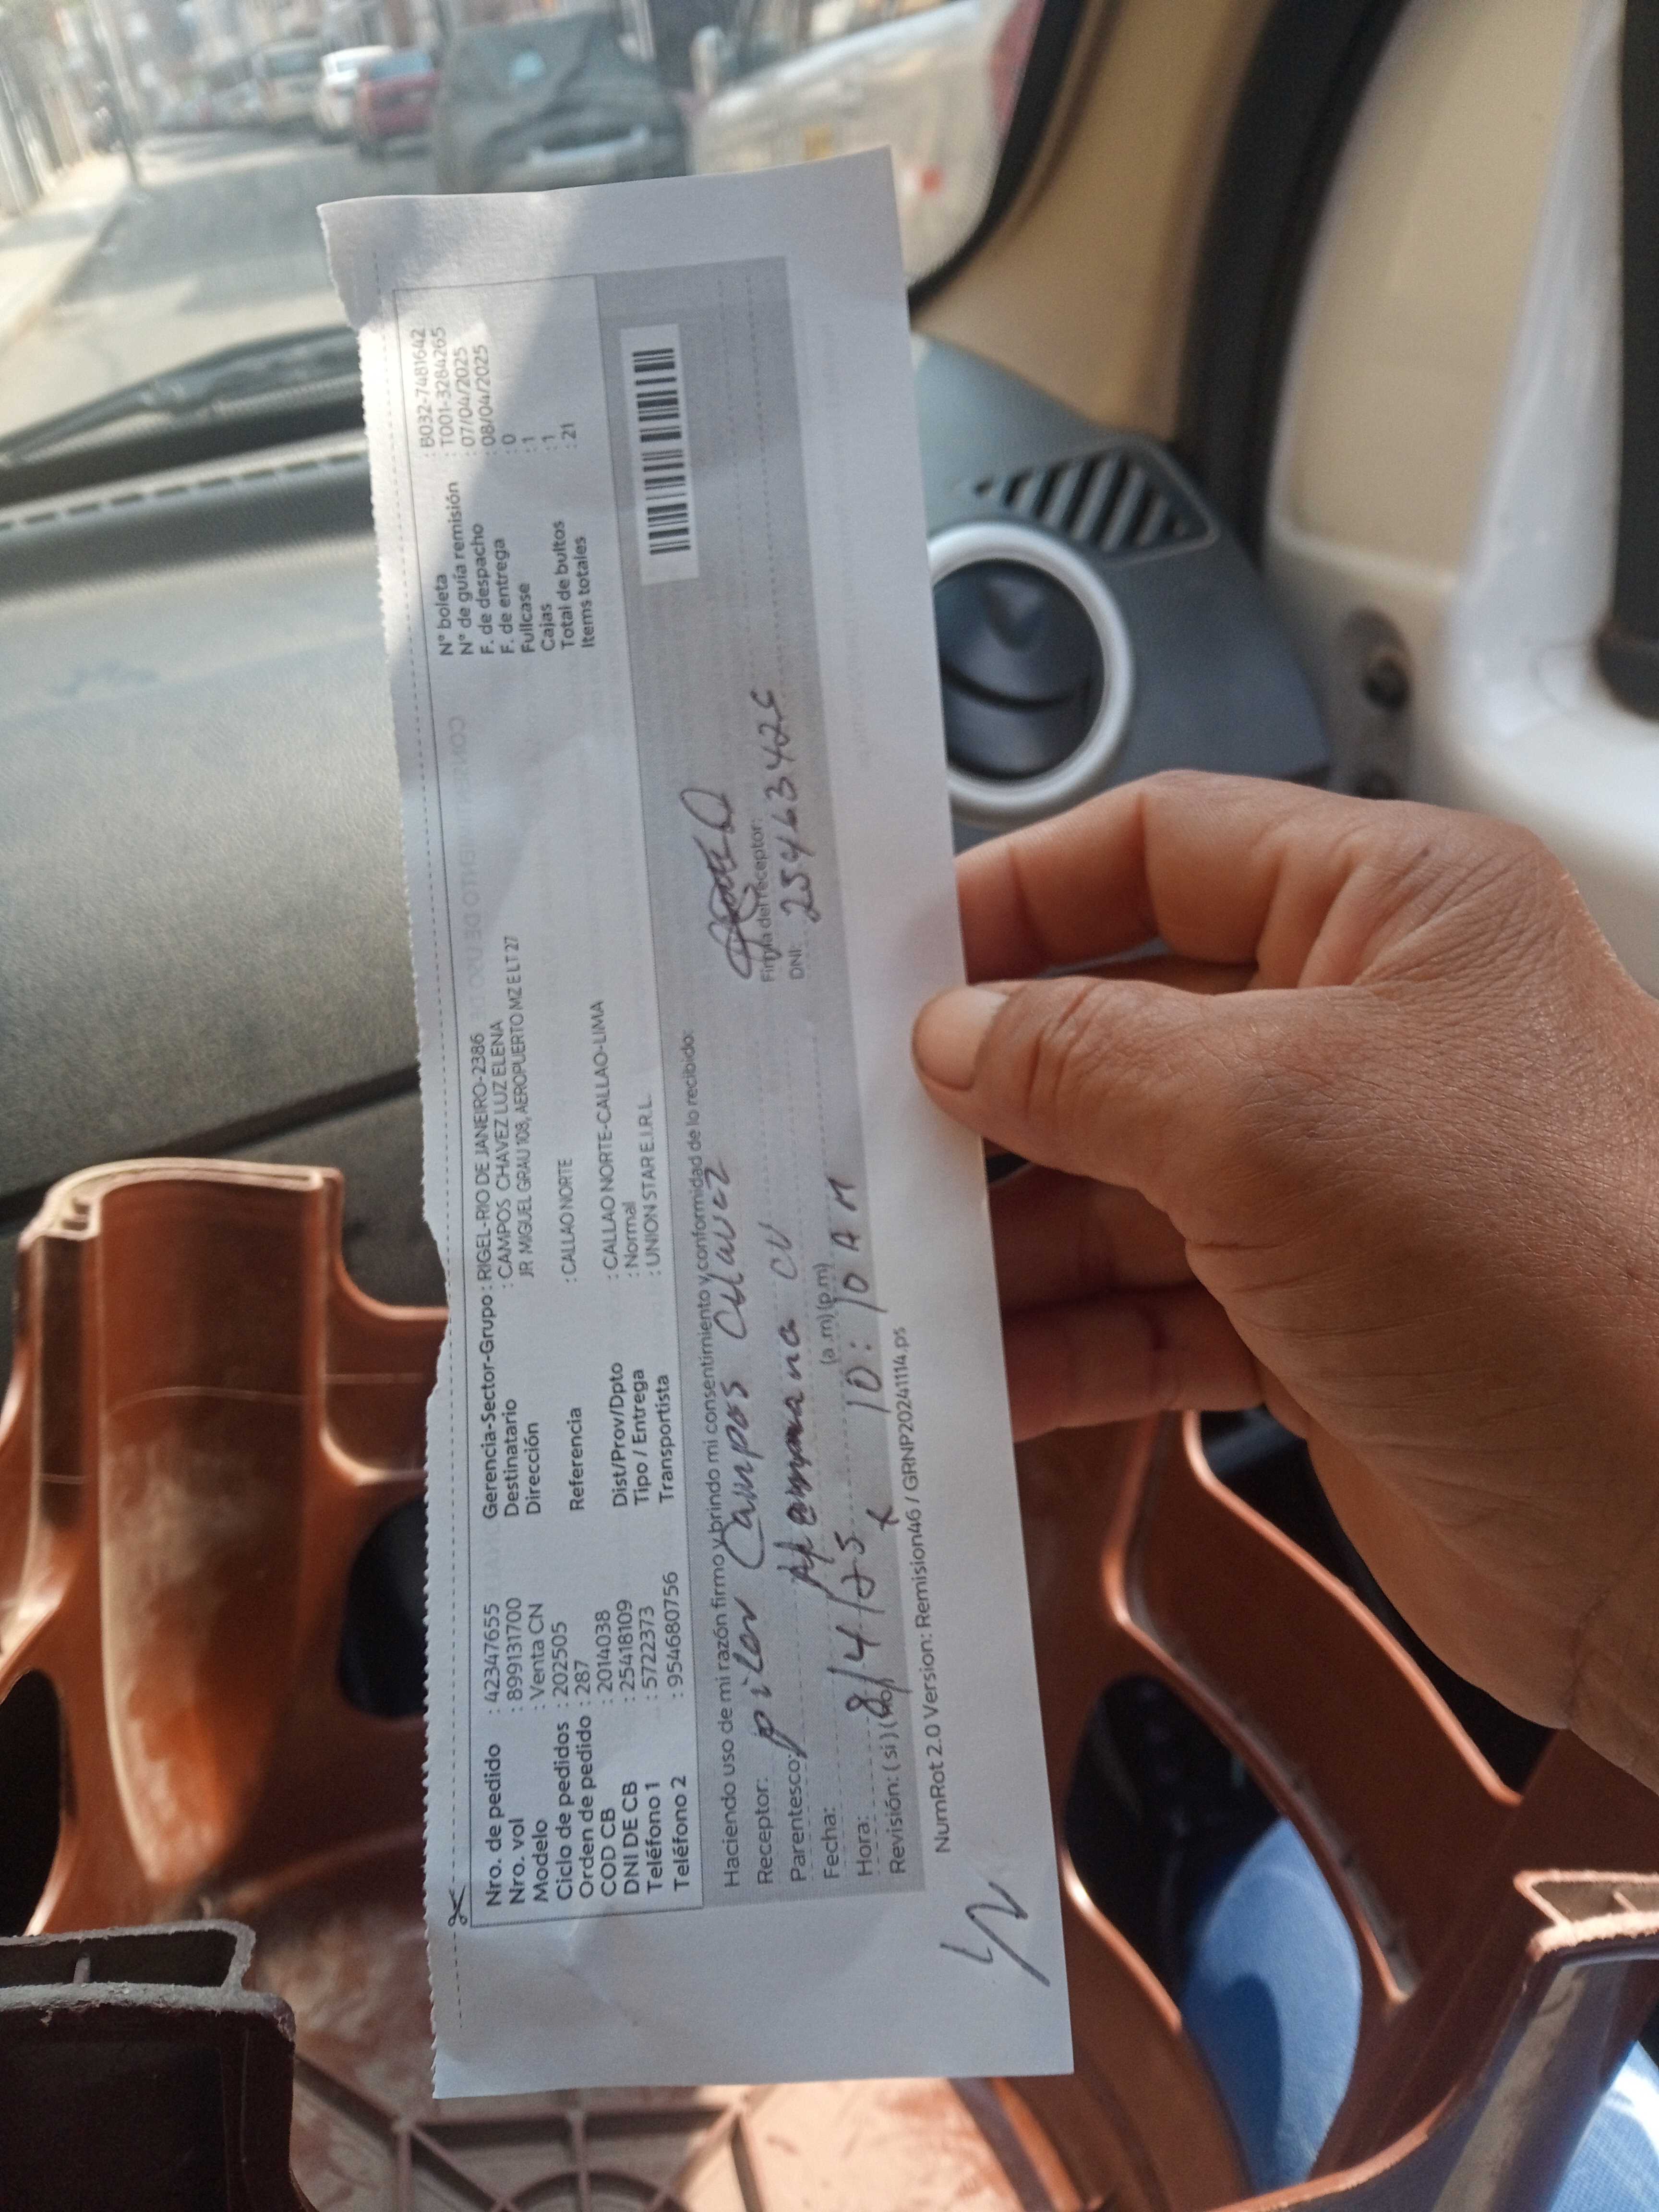 Nro. de pedido : 42347655
Nro. vol : 899131700
Modelo : Venta CN
Ciclo de pedidos : 202505
Orden de pedido : 287
COD CB : 2014038
DNI DE CB : 25418109
Teléfono 1 : 5722373
Teléfono 2 : 954680756
Gerencia-Sector-Grupo : RIGEL-RIO DE JANEIRO-2386
Destinatario : CAMPOS CHAVEZ LUZ ELENA
Dirección JR MIGUEL GRAU 108, AEROPUERTO MZ E LT 27
Referencia : CALLAO NORTE
Dist/Prov/Dpto : CALLAO NORTE-CALLAO-LIMA
Tipo / Entrega : Normal
Transportista : UNION STAR E.I.R.L.
N° boleta : B032-7481642
N° de guía remisión : T001-3284265
F. de despacho : 07/04/2025
F. de entrega : 08/04/2025
Fullcase : 0
Cajas : 1
Total de bultos : 1
Items totales : 21
Haciendo uso de mi razón firmo y brindo mi consentimiento y conformidad de lo recibido:
Receptor: pilar Campos Chavez
Parentesco: CV
Firma del receptor:
DNI: 25463426
Fecha: 8/4/25
Hora: (a .m) (p.m) 10:10 AM
Revisión: ( si ) (no) x
NumRot 2.0 Version: Remision46 / GRNP20241114.ps